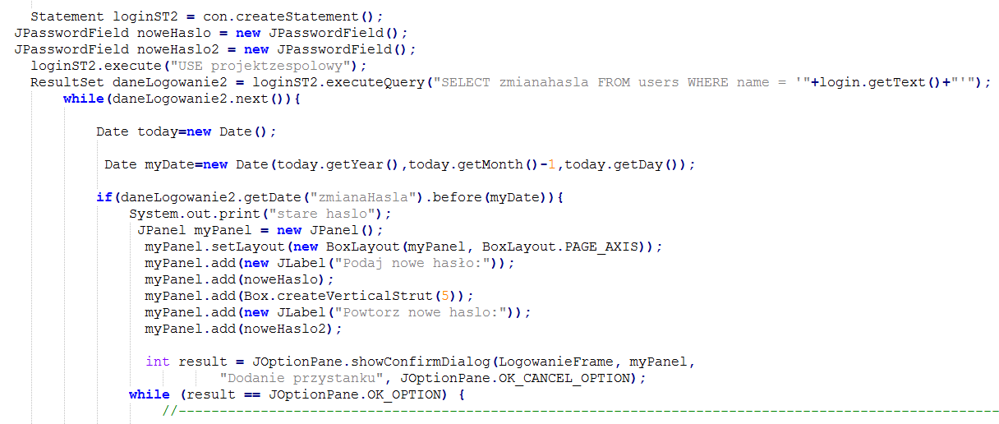 Statement loginST2 = con.createStatement();
JPasswordField noweHaslo = new JPasswordField();
JPasswordField noweHaslo2 = new JPasswordField();
loginST2.execute("USE projektzespolowy");
ResultSet daneLogowanie2 = loginST2.executeQuery("SELECT zmianahasla FROM users WHERE name = '"+login.getText()+"'");
while(daneLogowanie2.next()){
Date today=new Date();
Date myDate=new Date(today.getYear(),today.getMonth()-1,today.getDay());
if(daneLogowanie2.getDate("zmianaHasla").before(myDate)){
System.out.print("stare haslo");
JPanel myPanel = new JPanel();
myPanel.setLayout(new BoxLayout(myPanel, BoxLayout.PAGE_AXIS));
myPanel.add(new JLabel("Podaj nowe hasło:"));
myPanel.add(noweHaslo);
myPanel.add(Box.createVerticalStrut(5));
myPanel.add(new JLabel("Powtorz nowe haslo:"));
myPanel.add(noweHaslo2);
int result = JOptionPane.showConfirmDialog(LogowanieFrame, myPanel,
"Dodanie przystanku", JOptionPane.OK_CANCEL_OPTION);
while (result == JOptionPane.OK_OPTION) {
//----------------------------------------------------------------------------------------------------